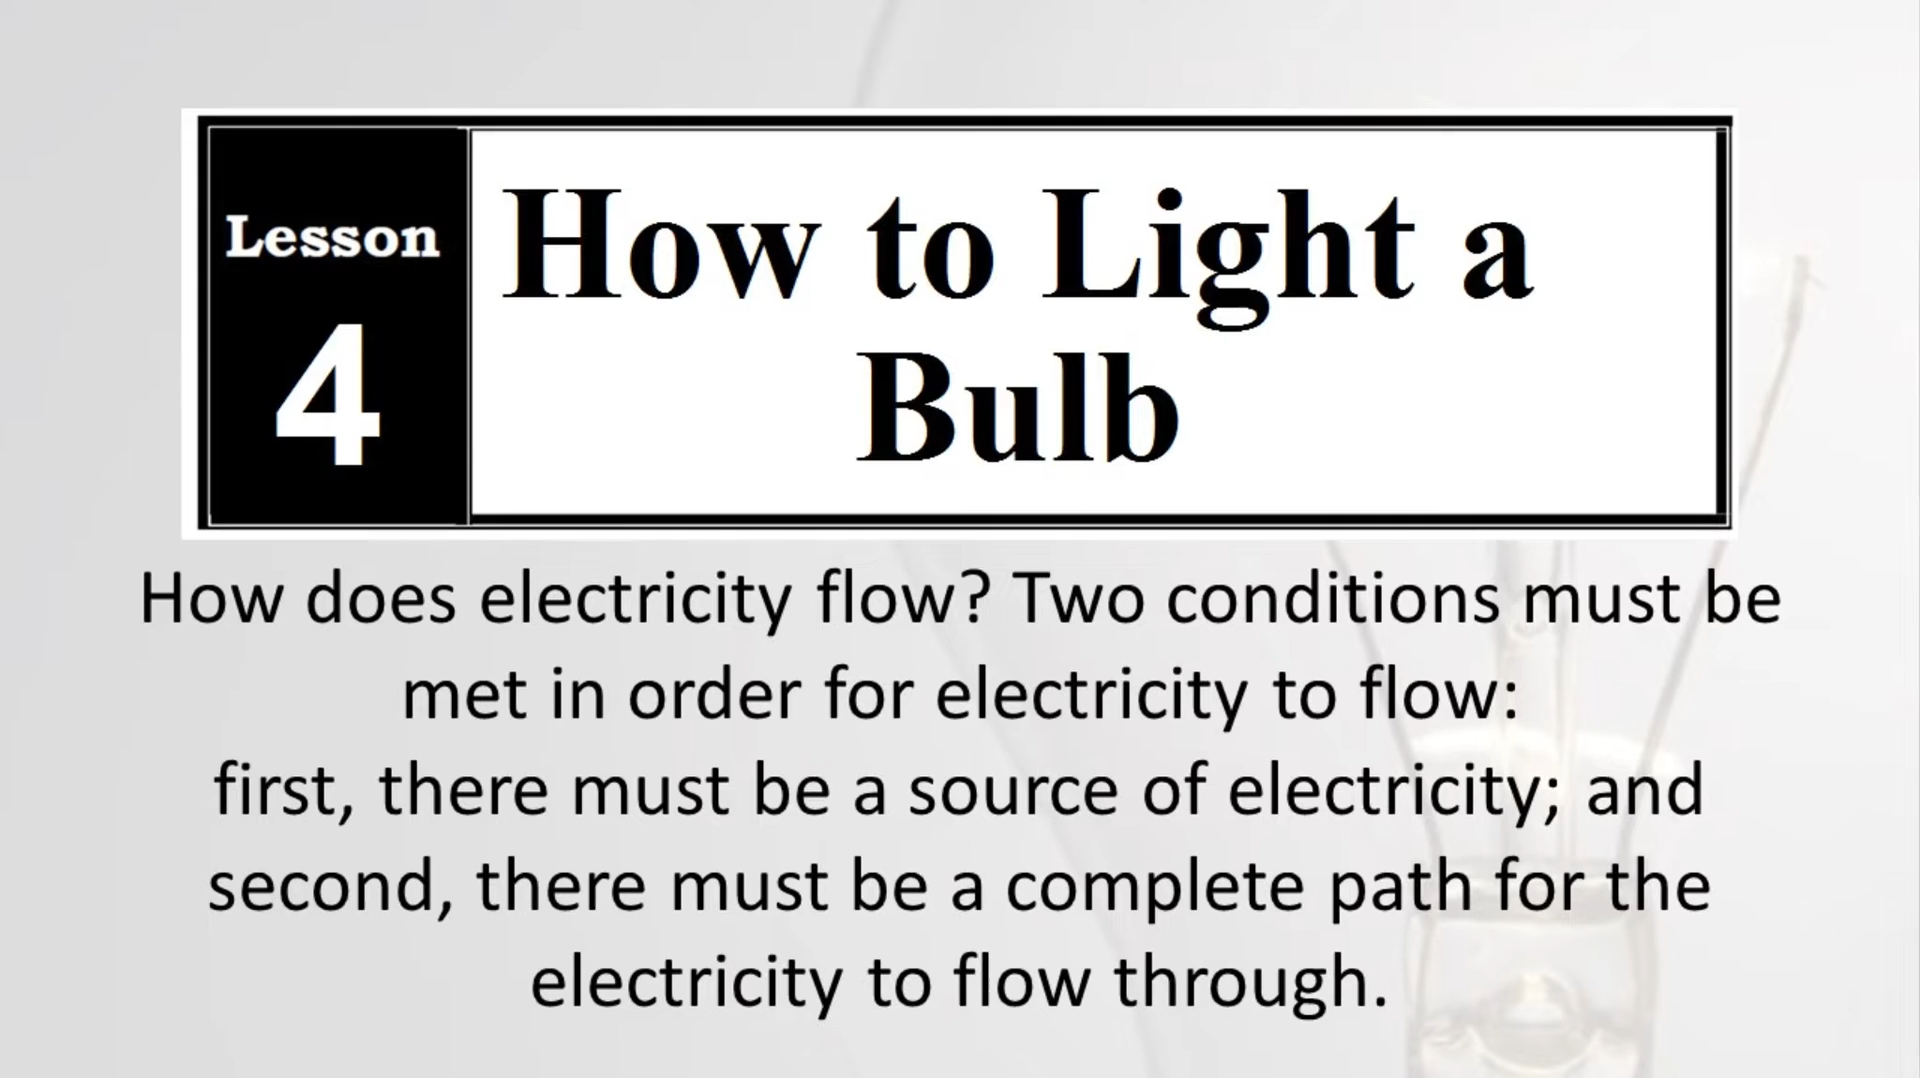 Lesson
4
How to Light a
Bulb
How does electricity flow? Two conditions must be
met in order for electricity to flow:
first, there must be a source of electricity; and
second, there must be a complete path for the
electricity to flow through.